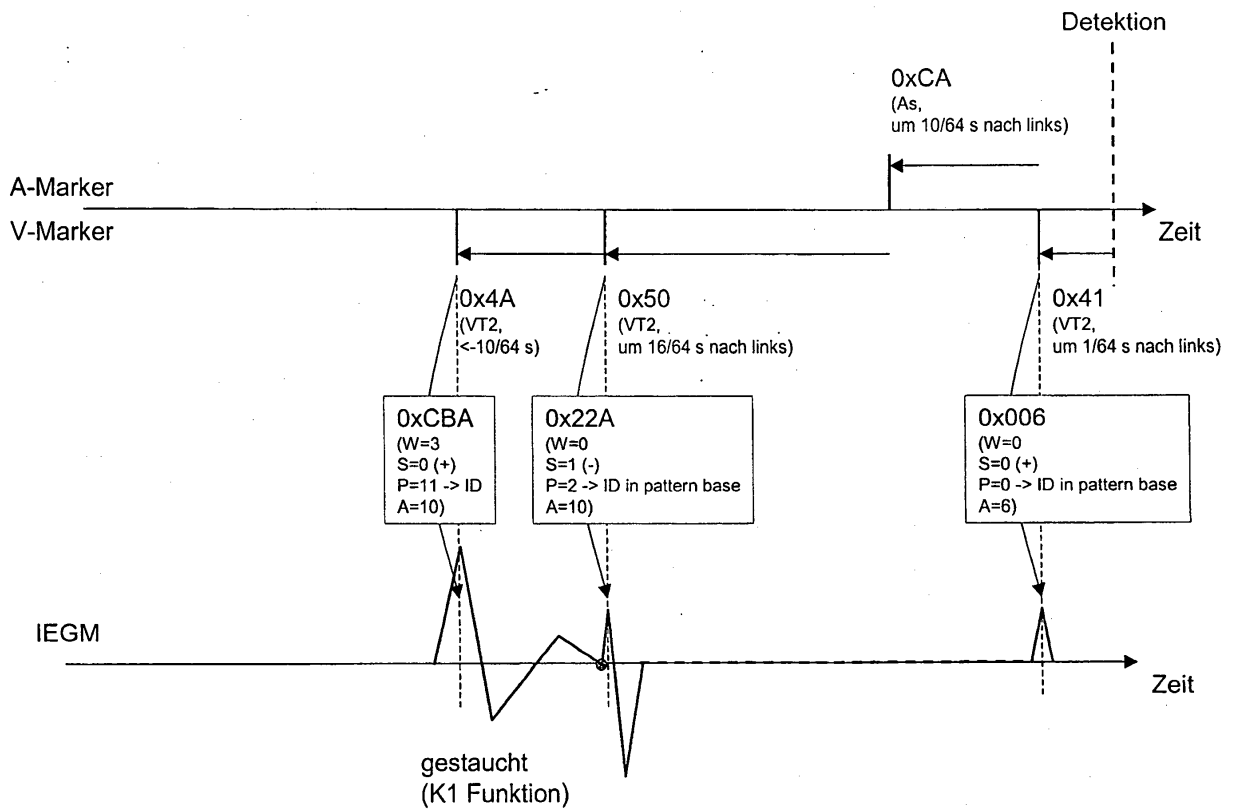 Detektion
0xCA
(As,
um 10/64 s nach links)
A-Marker
V-Marker
Zeit
0x4A
(VT2,
<-10/64 s)
0x50
(VT2,
um 16/64 s nach links)
0x41
(VT2,
um 1/64 s nach links)
0xCBA
(W=3
S=0 (+)
P=11 -> ID
A=10)
0x22A
(W=0
S=1 (-)
P=2 -> ID in pattern base
A=10)
0x006
(W=0
S=0 (+)
P=0 -> ID in pattern base
A=6)
IEGM
Zeit
gestaucht
(K1 Funktion)